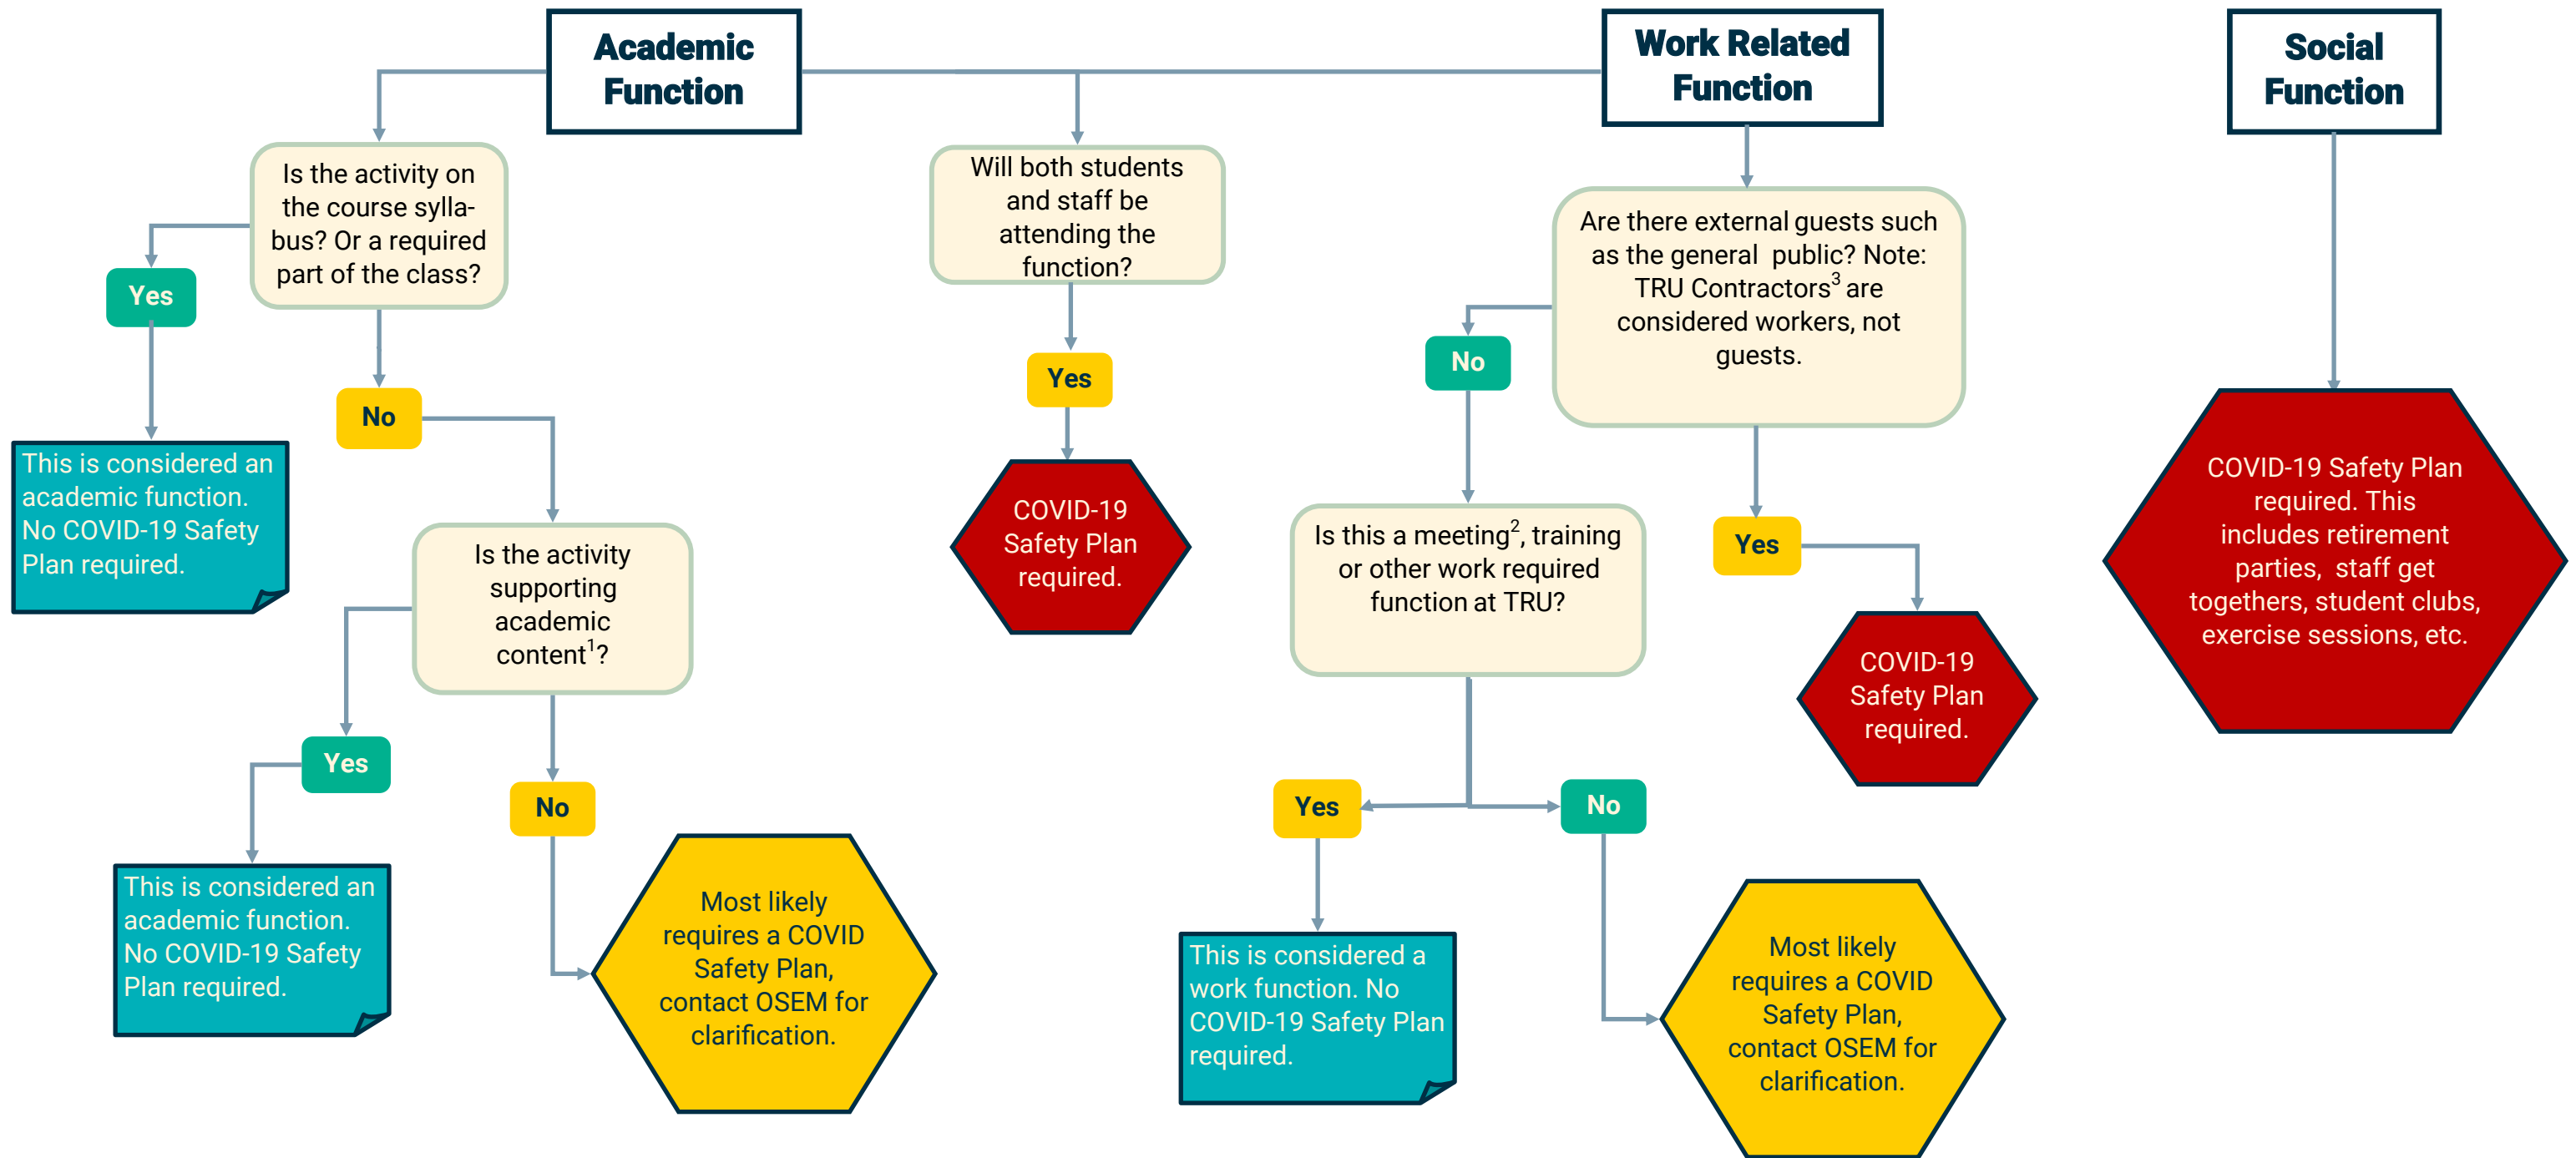 Academic
Function
Work Related
Function
Social
Function
Is the activity on
the course sylla-
bus? Or a required
part of the class?
Yes
This is considered an
academic function.
No COVID-19 Safety
Plan required.
No
Is the activity
supporting
academic
content¹?
Yes
This is considered an
academic function.
No COVID-19 Safety
Plan required.
No
Most likely
requires a COVID
Safety Plan,
contact OSEM for
clarification.
Will both students
and staff be
attending the
function?
Yes
COVID-19
Safety Plan
required.
Are there external guests such
as the general public? Note:
TRU Contractors³ are
considered workers, not
guests.
No
Is this a meeting², training
or other work required
function at TRU?
Yes
This is considered a
work function. No
COVID-19 Safety Plan
required.
No
Most likely
requires a COVID
Safety Plan,
contact OSEM for
clarification.
Yes
COVID-19
Safety Plan
required.
COVID-19 Safety Plan
required. This
includes retirement
parties, staff get
togethers, student clubs,
exercise sessions, etc.